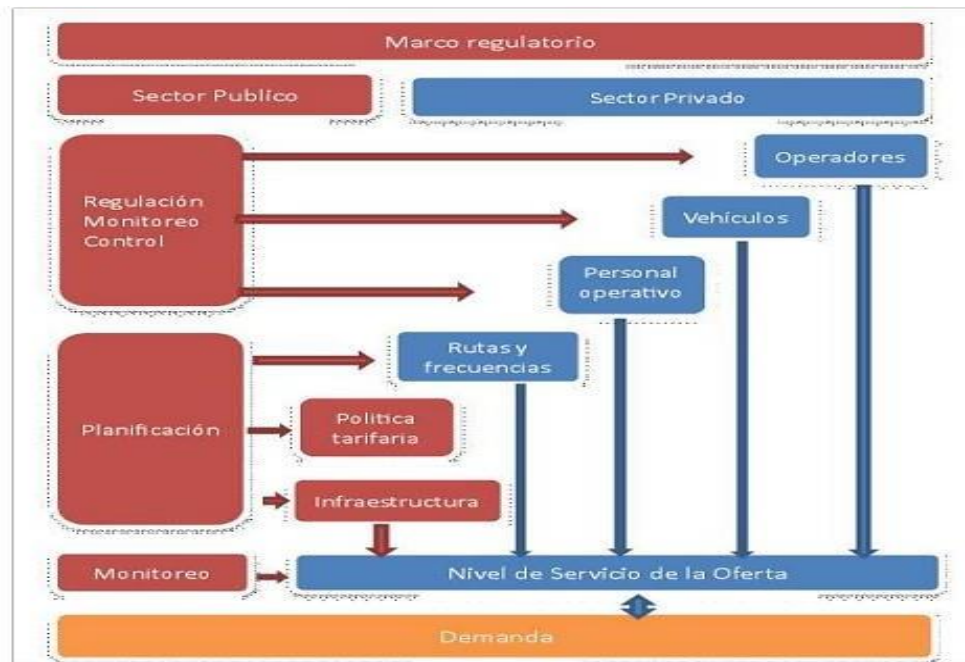 Marco regulatorio
Sector Publico
Sector Privado
Operadores
Regulación
Monitoreo
Control
Vehículos
Personal
operativo
Rutas y
frecuencias
Planificación
Politica
tarifaria
Infraestructura
Monitoreo
Nivel de Servicio de la Oferta
Demanda